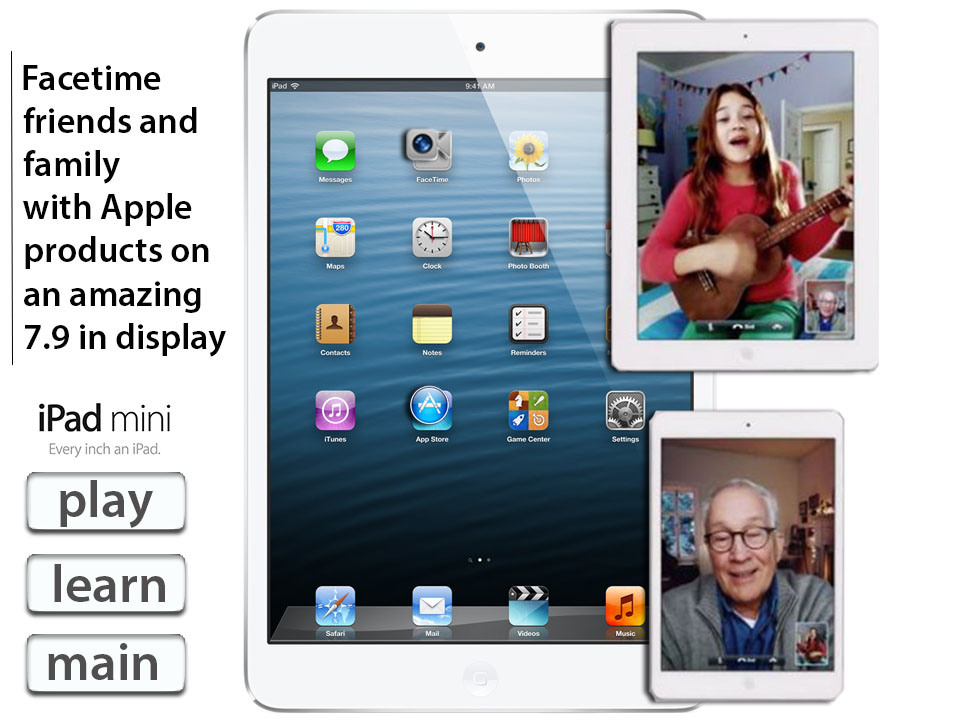 Facetime
friends and
family
with Apple
products on
an amazing
7.9 in display
iPad mini
Every inch an iPad.
play
learn
main
iPad 9:41 AM
Messages FaceTime Photos
280
Maps Clock Photo Booth
Contacts Notes Reminders
iTunes App Store Game Center Settings
Safari Mail Videos Music